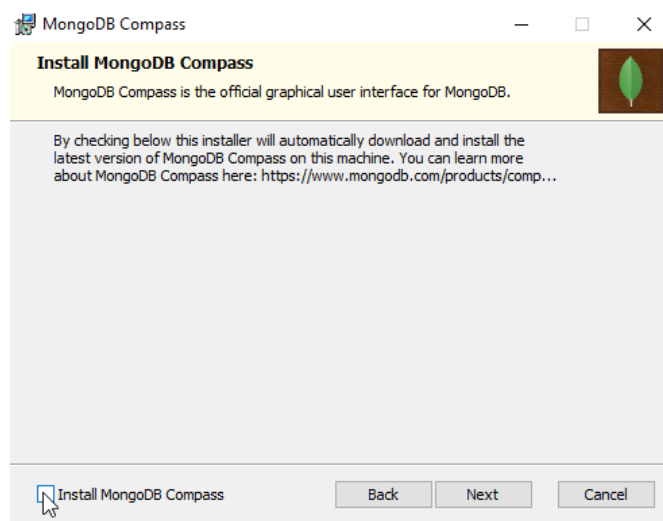 MongoDB Compass
Install MongoDB Compass
MongoDB Compass is the official graphical user interface for MongoDB.
By checking below this installer will automatically download and install the
latest version of MongoDB Compass on this machine. You can learn more
about MongoDB Compass here: https://www.mongodb.com/products/comp...
Install MongoDB Compass
Back
Next
Cancel